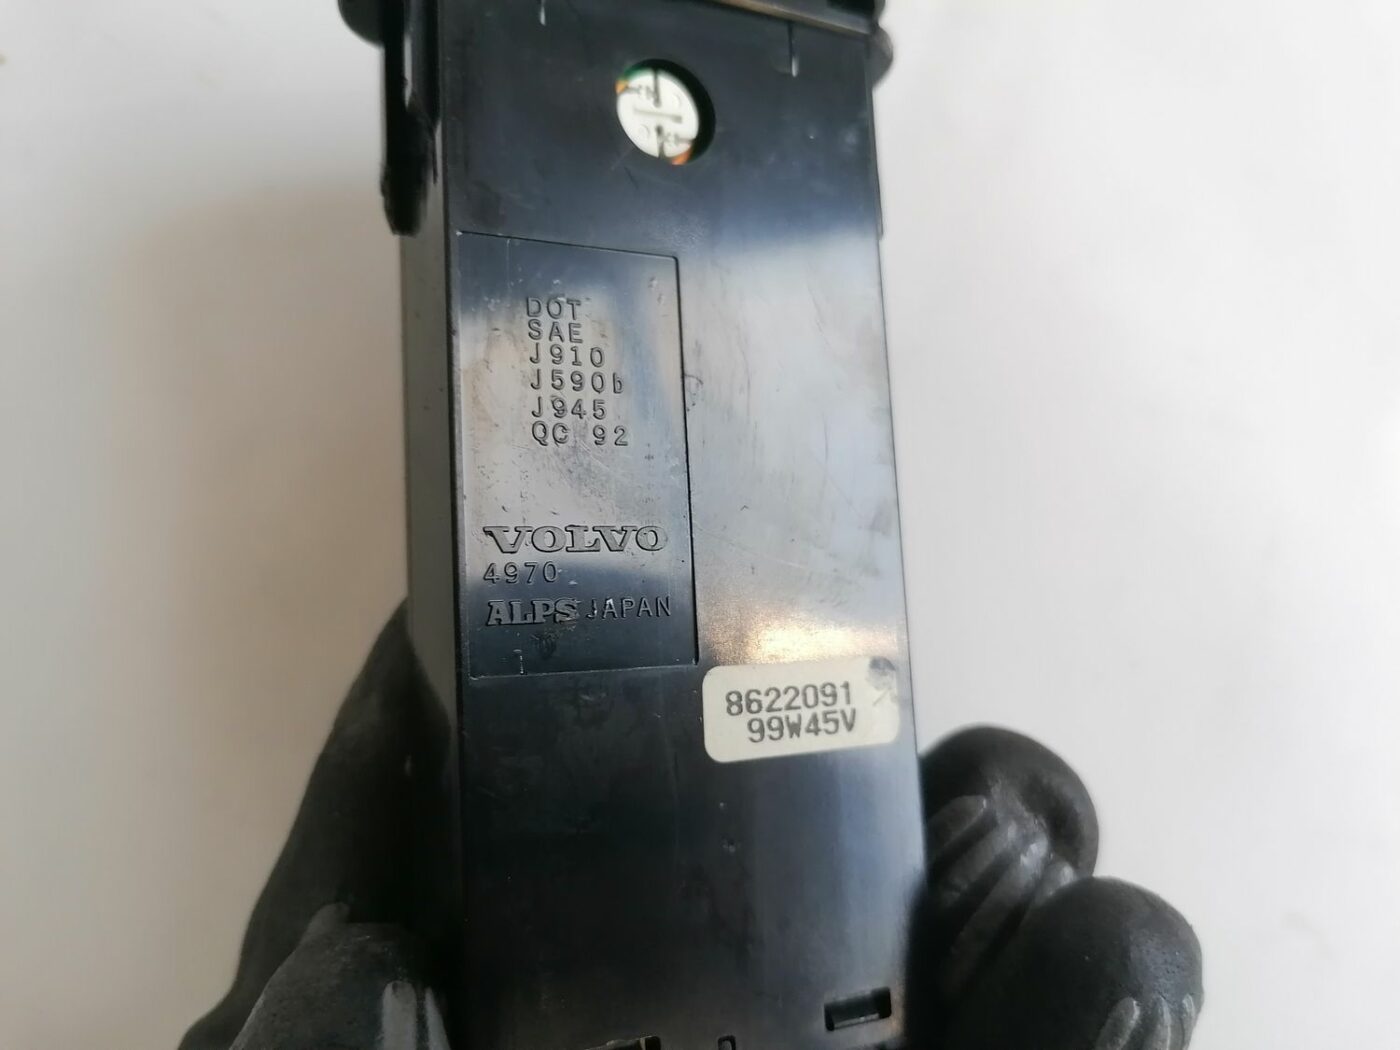 DOT
SAE
J910
J590b
J945
QC 92
VOLVO
4970
ALPS JAPAN
8622091
99W45V